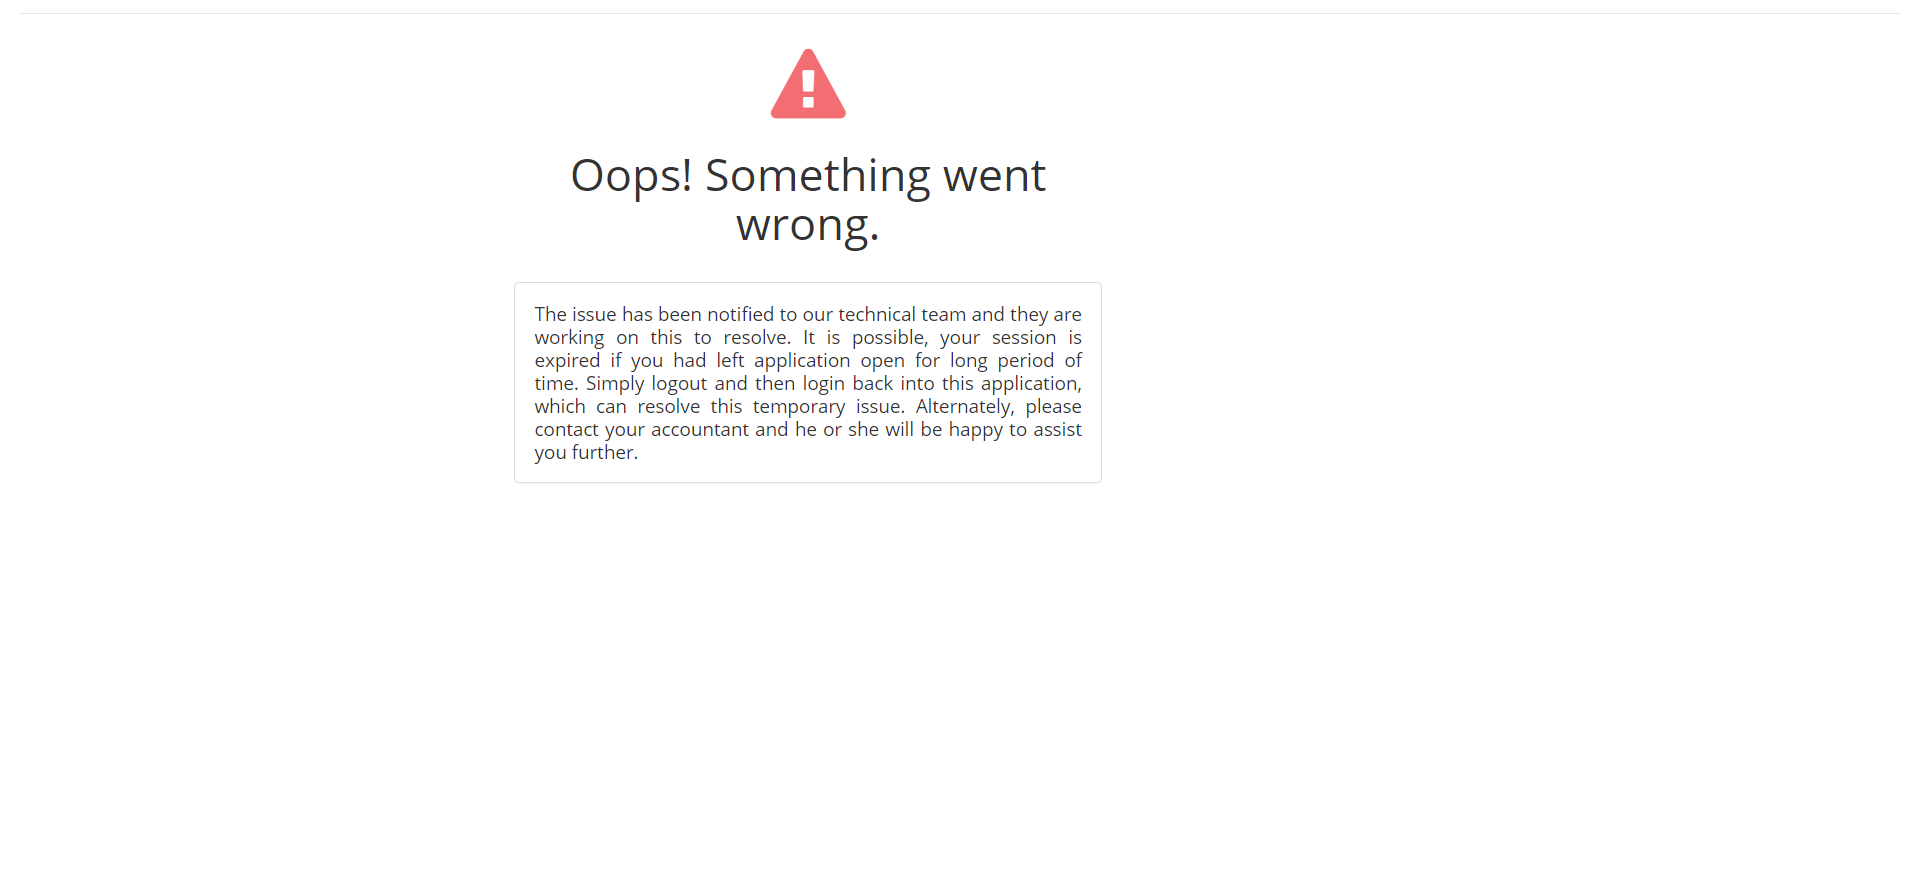 Oops! Something went
wrong.
The issue has been notified to our technical team and they are
working on this to resolve. It is possible, your session is
expired if you had left application open for long period of
time. Simply logout and then login back into this application,
which can resolve this temporary issue. Alternately, please
contact your accountant and he or she will be happy to assist
you further.